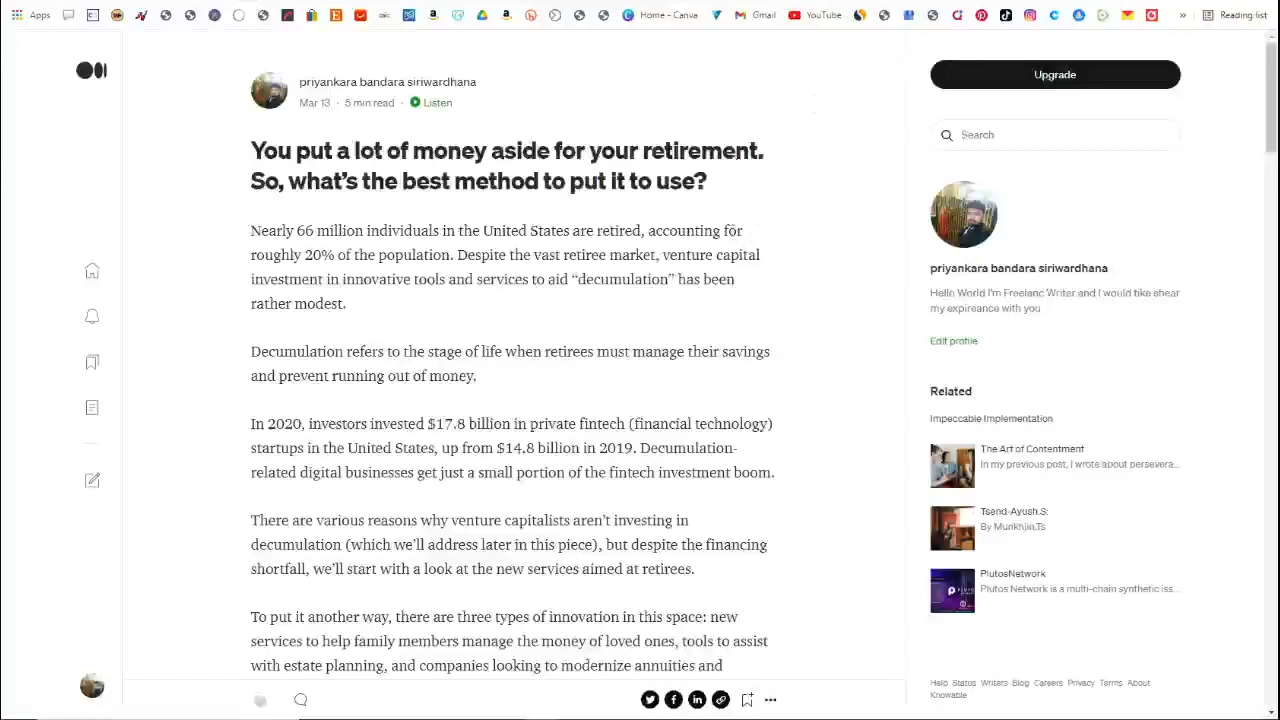 Apps
Home - Canva
Gmail
YouTube
»
Reading list
priyankara bandara siriwardhana
Mar 13 · 5 min read · Listen
You put a lot of money aside for your retirement.
So, what's the best method to put it to use?
Nearly 66 million individuals in the United States are retired, accounting for
roughly 20% of the population. Despite the vast retiree market, venture capital
investment in innovative tools and services to aid “decumulation” has been
rather modest.
Decumulation refers to the stage of life when retirees must manage their savings
and prevent running out of money.
In 2020, investors invested $17.8 billion in private fintech (financial technology)
startups in the United States, up from $14.8 billion in 2019. Decumulation-
related digital businesses get just a small portion of the fintech investment boom.
There are various reasons why venture capitalists aren't investing in
decumulation (which we'll address later in this piece), but despite the financing
shortfall, we'll start with a look at the new services aimed at retirees.
To put it another way, there are three types of innovation in this space: new
services to help family members manage the money of loved ones, tools to assist
with estate planning, and companies looking to modernize annuities and
Upgrade
Search
priyankara bandara siriwardhana
Hello World I'm Freelanc Writer and I would tike shear
my expireance with you
Edit profile
Related
Impeccable Implementation
The Art of Contentment
In my previous post, I wrote about persevera...
Tsend-Ayush.S:
By Munkhjin.Ts
PlutosNetwork
Plutos Network is a multi-chain synthetic iss...
Help Status Writers Blog Careers Privacy Terms About
Knowable